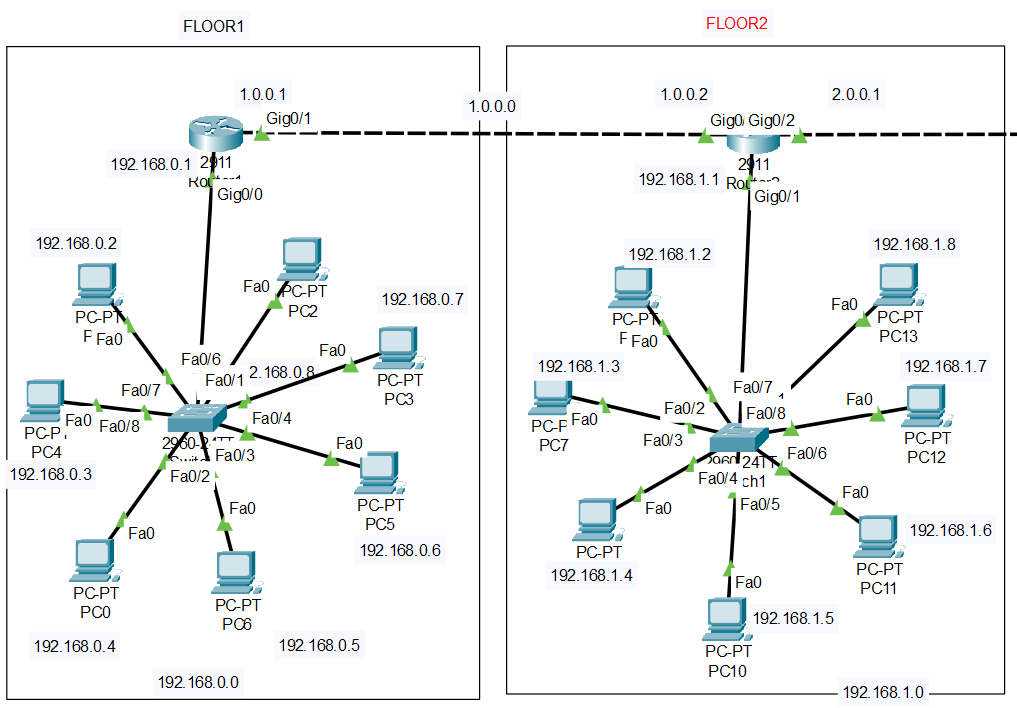 FLOOR1
1.0.0.1
Gig0/1
192.168.0.1
2911
Gig0/0
192.168.0.2
PC-PT
Fa0
Fa0
PC-PT
PC2
192.168.0.7
Fa0
PC-PT
PC3
Fa0/6
Fa0/1
2.168.0.8
Fa0/7
Fa0/4
Fa0
Fa0/8
PC4
192.168.0.3
Fa0/3
Fa0/2
Fa0
PC-PT
PC5
192.168.0.6
Fa0
Fa0
PC-PT
PC0
PC-PT
PC6
192.168.0.4
192.168.0.5
192.168.0.0
1.0.0.0
FLOOR2
1.0.0.2
2.0.0.1
Gig0/2
2911
192.168.1.1
Gig0/1
192.168.1.2
PC-PT
Fa0
192.168.1.8
Fa0
PC-PT
PC13
192.168.1.3
Fa0
PC7
192.168.1.7
Fa0
PC-PT
PC12
Fa0/7
Fa0/2
Fa0/8
Fa0/3
Fa0/6
Fa0/4
Fa0/5
Fa0
PC-PT
192.168.1.4
Fa0
192.168.1.6
PC-PT
PC11
Fa0
192.168.1.5
PC-PT
PC10
192.168.1.0